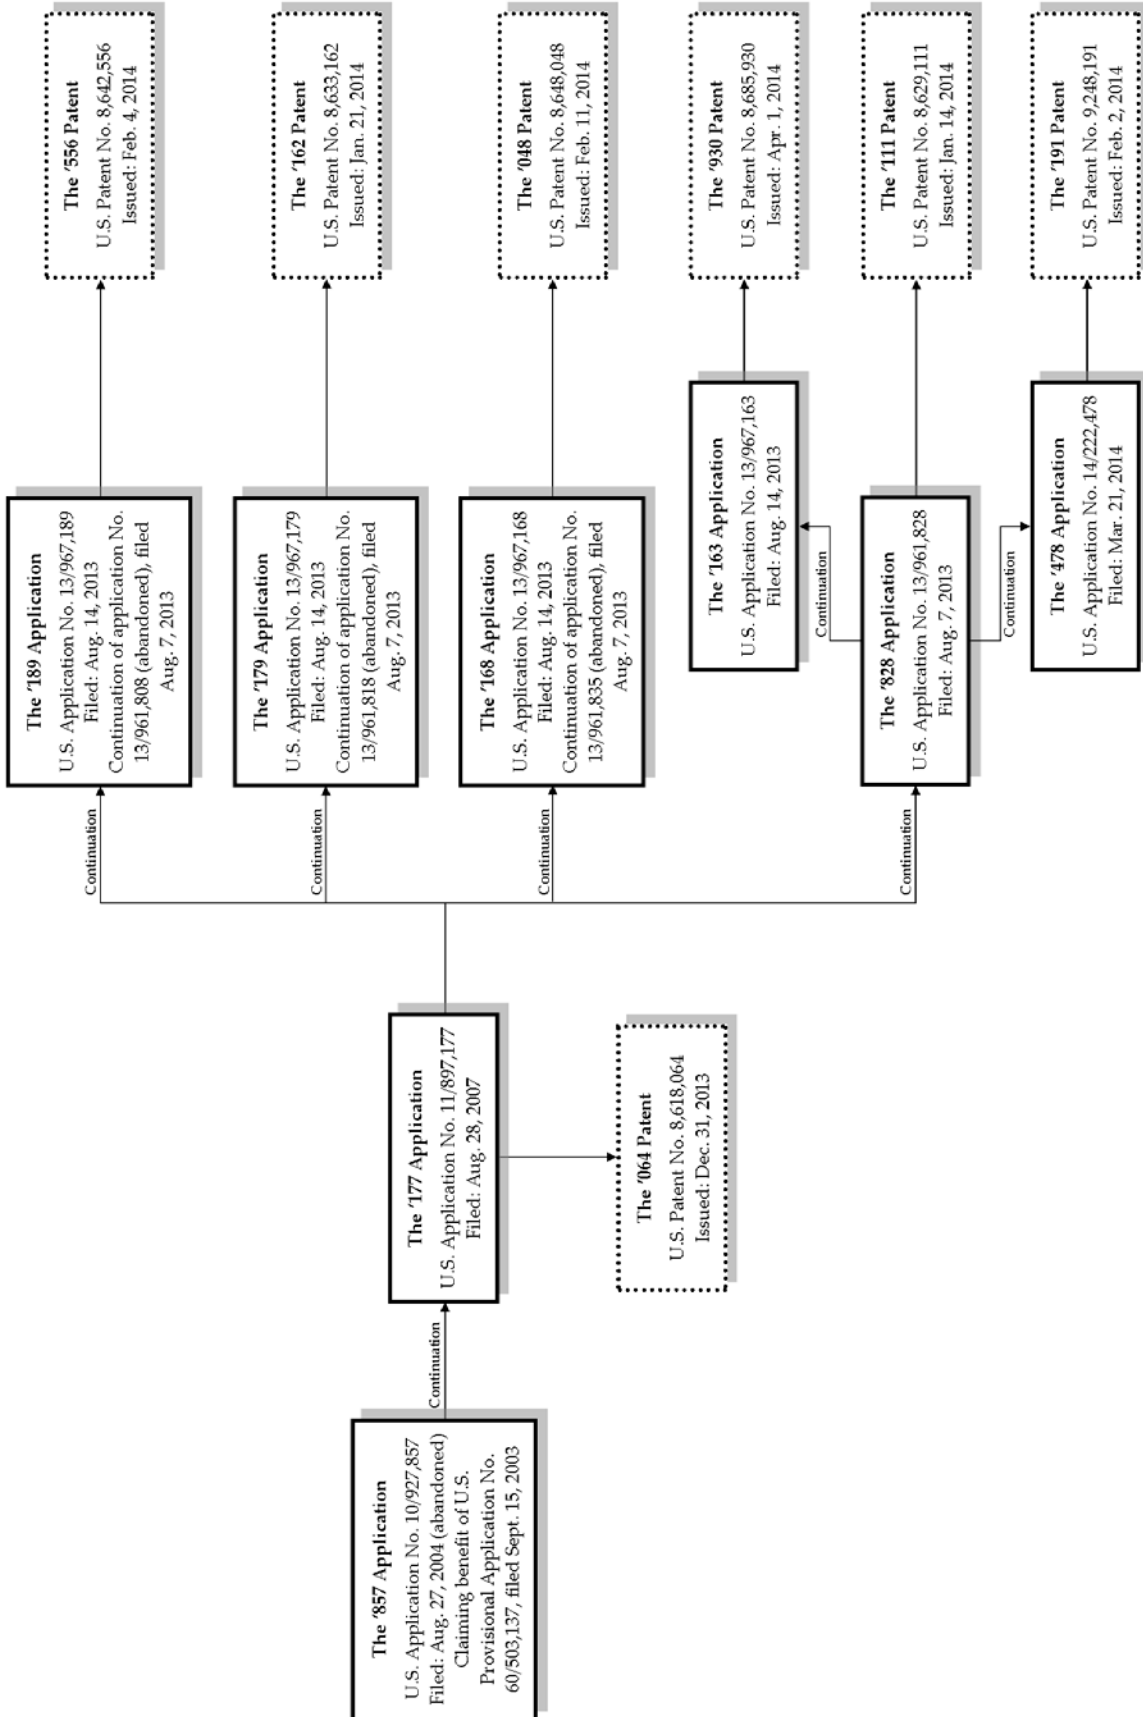 The '857 Application
U.S. Application No. 10/927,857
Filed: Aug. 27, 2004 (abandoned)
Claiming benefit of U.S.
Provisional Application No.
60/503,137, filed Sept. 15, 2003
Continuation
The '177 Application
U.S. Application No. 11/897,177
Filed: Aug. 28, 2007
The '064 Patent
U.S. Patent No. 8,618,064
Issued: Dec. 31, 2013
Continuation
The '189 Application
U.S. Application No. 13/967,189
Filed: Aug. 14, 2013
Continuation of application No.
13/961,808 (abandoned), filed
Aug. 7, 2013
The '556 Patent
U.S. Patent No. 8,642,556
Issued: Feb. 4, 2014
Continuation
The '179 Application
U.S. Application No. 13/967,179
Filed: Aug. 14, 2013
Continuation of application No.
13/961,818 (abandoned), filed
Aug. 7, 2013
The '162 Patent
U.S. Patent No. 8,633,162
Issued: Jan. 21, 2014
Continuation
The '168 Application
U.S. Application No. 13/967,168
Filed: Aug. 14, 2013
Continuation of application No.
13/961,835 (abandoned), filed
Aug. 7, 2013
The '048 Patent
U.S. Patent No. 8,648,048
Issued: Feb. 11, 2014
Continuation
The '828 Application
U.S. Application No. 13/961,828
Filed: Aug. 7, 2013
Continuation
The '163 Application
U.S. Application No. 13/967,163
Filed: Aug. 14, 2013
The '930 Patent
U.S. Patent No. 8,685,930
Issued: Apr. 1, 2014
The '111 Patent
U.S. Patent No. 8,629,111
Issued: Jan. 14, 2014
Continuation
The '478 Application
U.S. Application No. 14/222,478
Filed: Mar. 21, 2014
The '191 Patent
U.S. Patent No. 9,248,191
Issued: Feb. 2, 2014